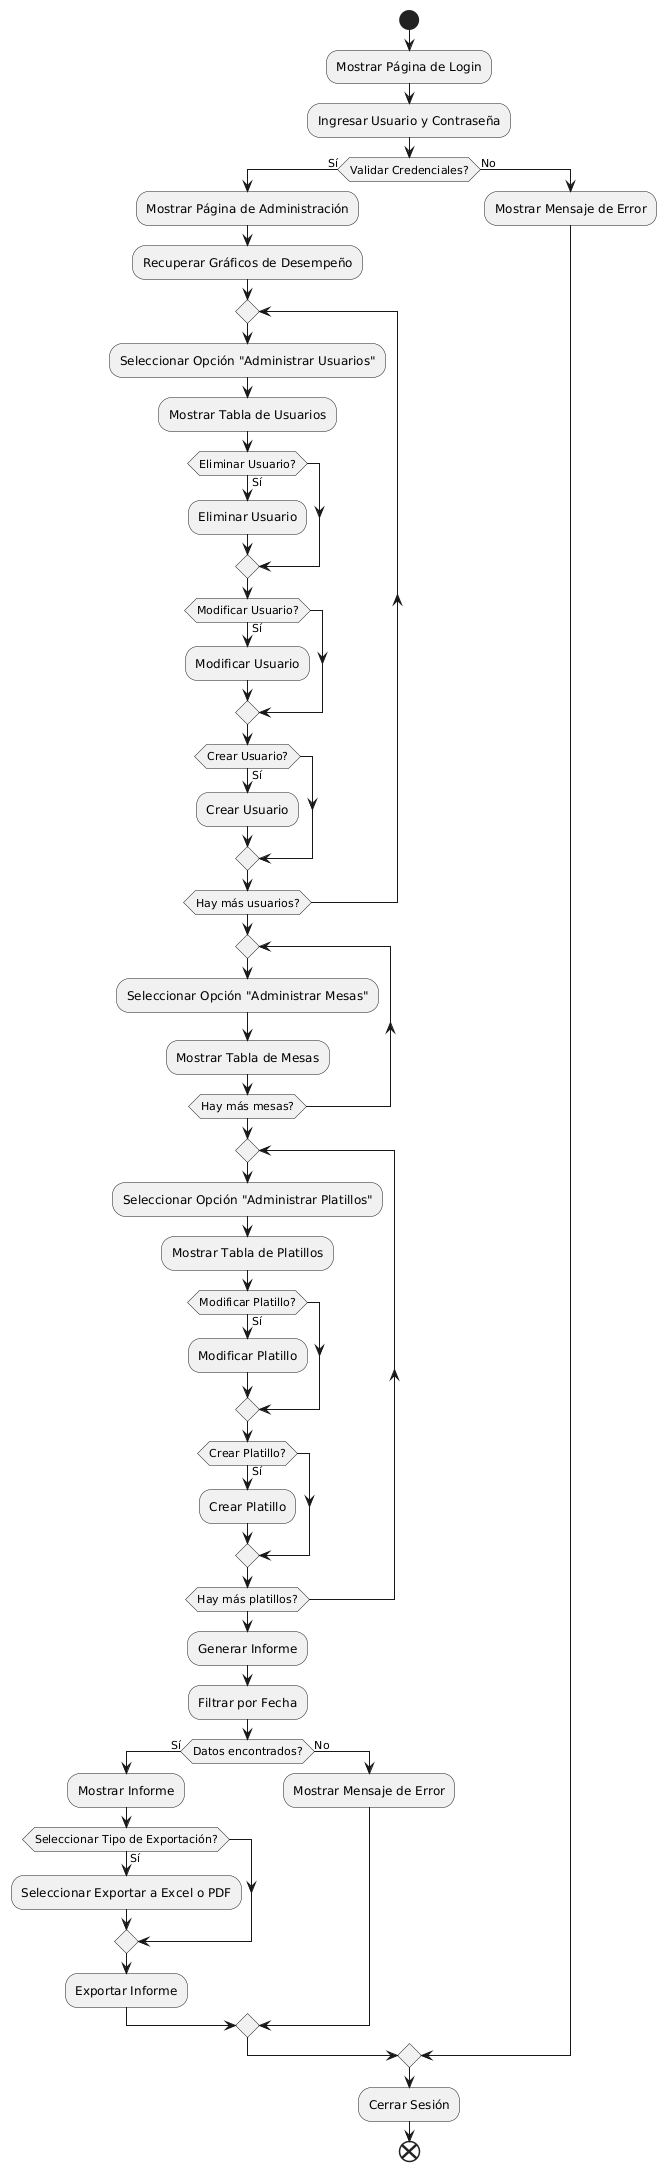 Mostrar Página de Login
Ingresar Usuario y Contraseña
Sí
Validar Credenciales?
No
Mostrar Página de Administración
Mostrar Mensaje de Error
Recuperar Gráficos de Desempeño
Seleccionar Opción "Administrar Usuarios"
Mostrar Tabla de Usuarios
Eliminar Usuario?
Sí
Eliminar Usuario
Modificar Usuario?
Sí
Modificar Usuario
Crear Usuario?
Sí
Crear Usuario
Hay más usuarios?
Seleccionar Opción "Administrar Mesas"
Mostrar Tabla de Mesas
Hay más mesas?
Seleccionar Opción "Administrar Platillos"
Mostrar Tabla de Platillos
Modificar Platillo?
Sí
Modificar Platillo
Crear Platillo?
Sí
Crear Platillo
Hay más platillos?
Generar Informe
Filtrar por Fecha
Sí
Datos encontrados?
No
Mostrar Informe
Mostrar Mensaje de Error
Seleccionar Tipo de Exportación?
Sí
Seleccionar Exportar a Excel o PDF
Exportar Informe
Cerrar Sesión